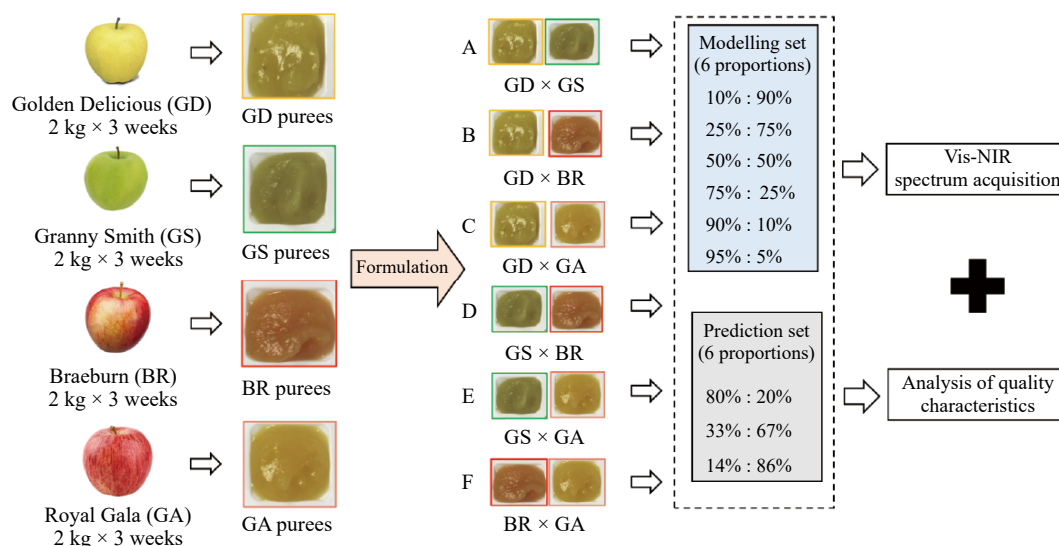 Golden Delicious (GD)
2 kg × 3 weeks
GD purees
Granny Smith (GS)
2 kg × 3 weeks
GS purees
Braeburn (BR)
2 kg × 3 weeks
BR purees
Royal Gala (GA)
2 kg × 3 weeks
GA purees
Formulation
A
GD × GS
B
GD × BR
C
GD × GA
D
GS × BR
E
GS × GA
F
BR × GA
Modelling set
(6 proportions)
10% : 90%
25% : 75%
50% : 50%
75% : 25%
90% : 10%
95% : 5%
Prediction set
(6 proportions)
80% : 20%
33% : 67%
14% : 86%
Vis-NIR
spectrum acquisition
Analysis of quality
characteristics